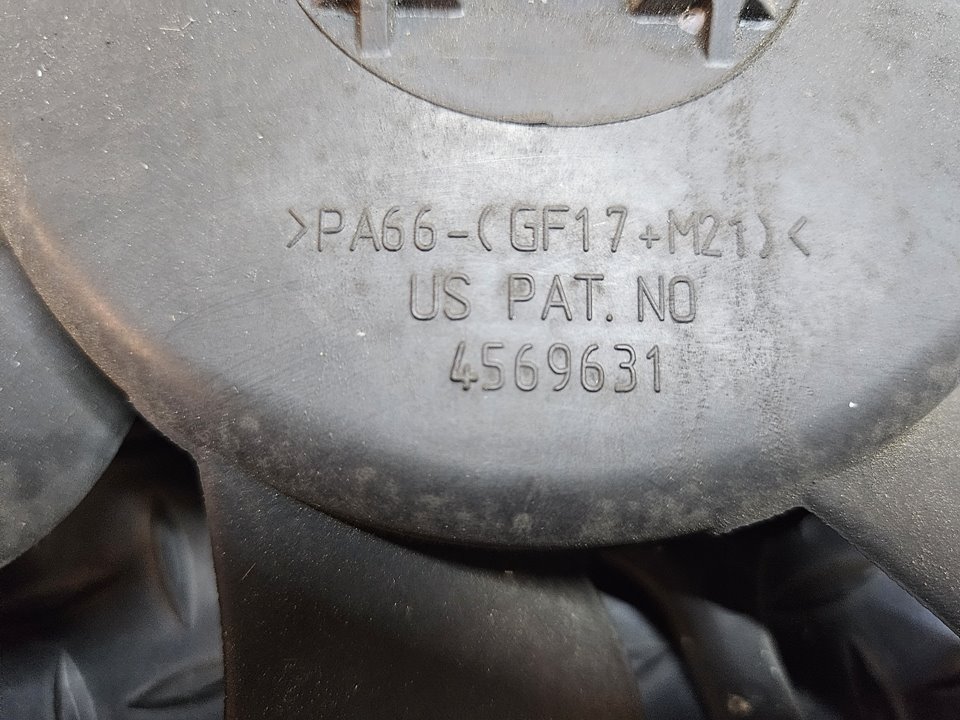 >PA66-(GF17+M21)<
US PAT. NO
4569631